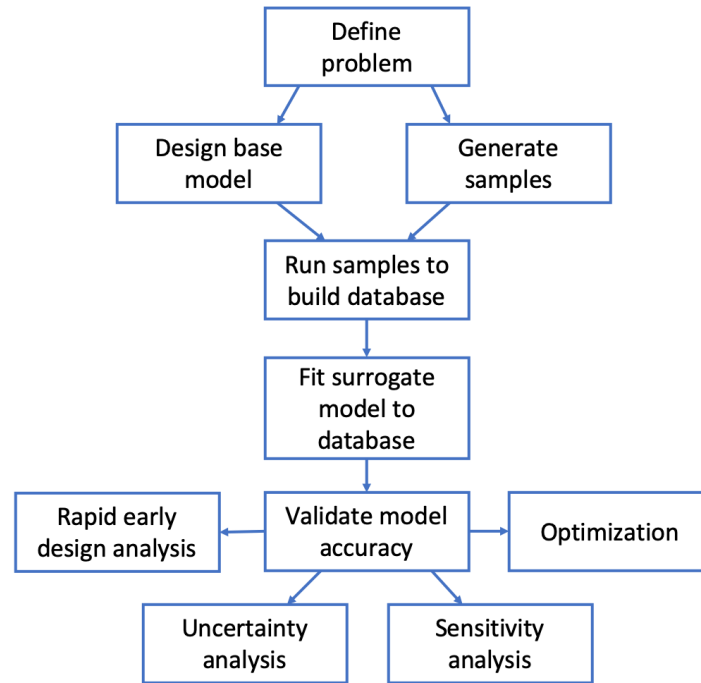 Define
problem
Design base
model
Generate
samples
Run samples to
build database
Fit surrogate
model to
database
Rapid early
design analysis
Validate model
accuracy
Optimization
Uncertainty
analysis
Sensitivity
analysis